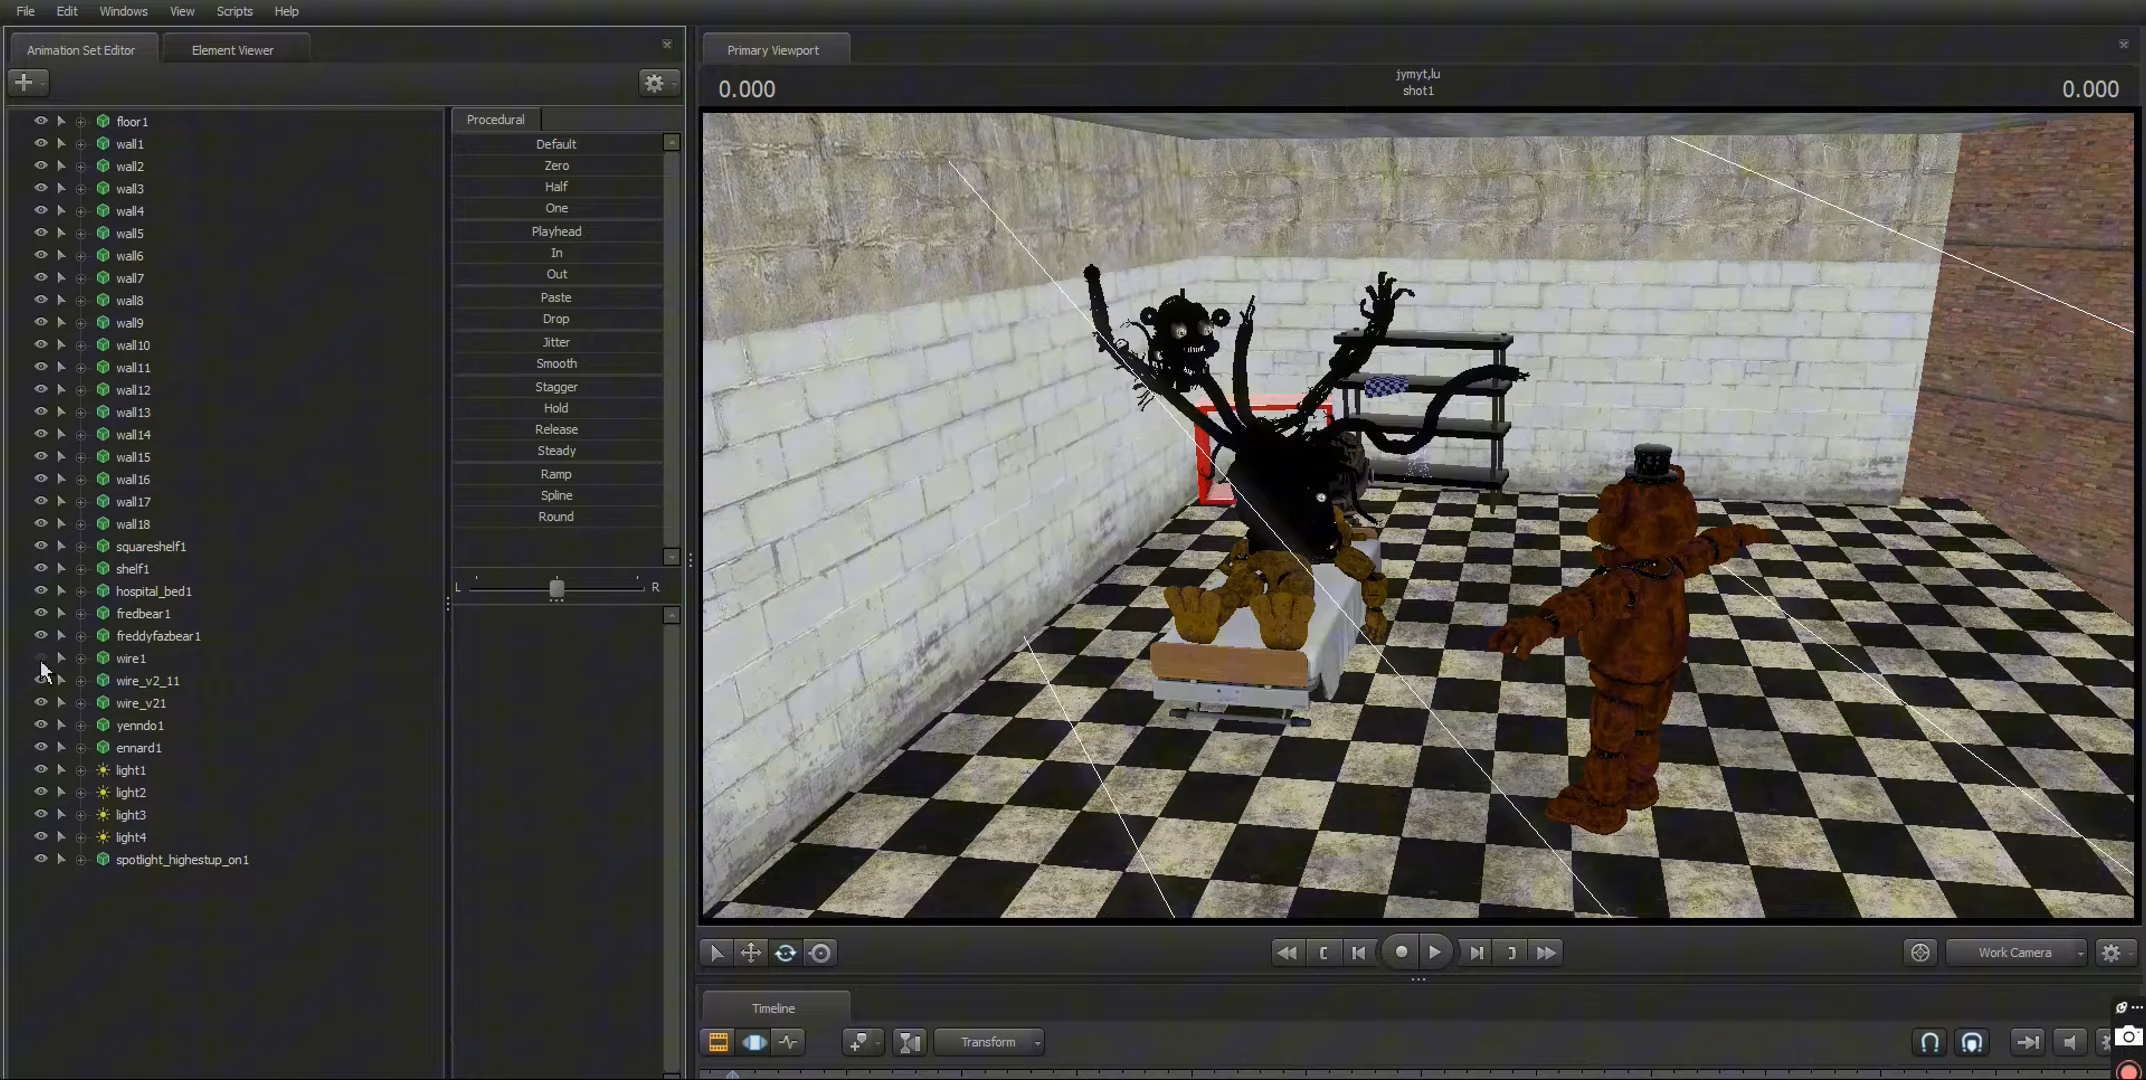 File Edit Windows View Scripts Help
Animation Set Editor Element Viewer
Primary Viewport
0.000 jymyt,lu 0.000
shot1
floor1
wall1
wall2
wall3
wall4
wall5
wall6
wall7
wall8
wall9
wall10
wall11
wall12
wall13
wall14
wall15
wall16
wall17
wall18
squareshelf1
shelf1
hospital_bed1
fredbear1
freddyfazbear1
wire1
wire_v2_11
wire_v21
yenndo1
ennard1
light1
light2
light3
light4
spotlight_highestup_on1
Procedural
Default
Zero
Half
One
Playhead
In
Out
Paste
Drop
Jitter
Smooth
Stagger
Hold
Release
Steady
Ramp
Spline
Round
L R
Work Camera
Timeline
Transform